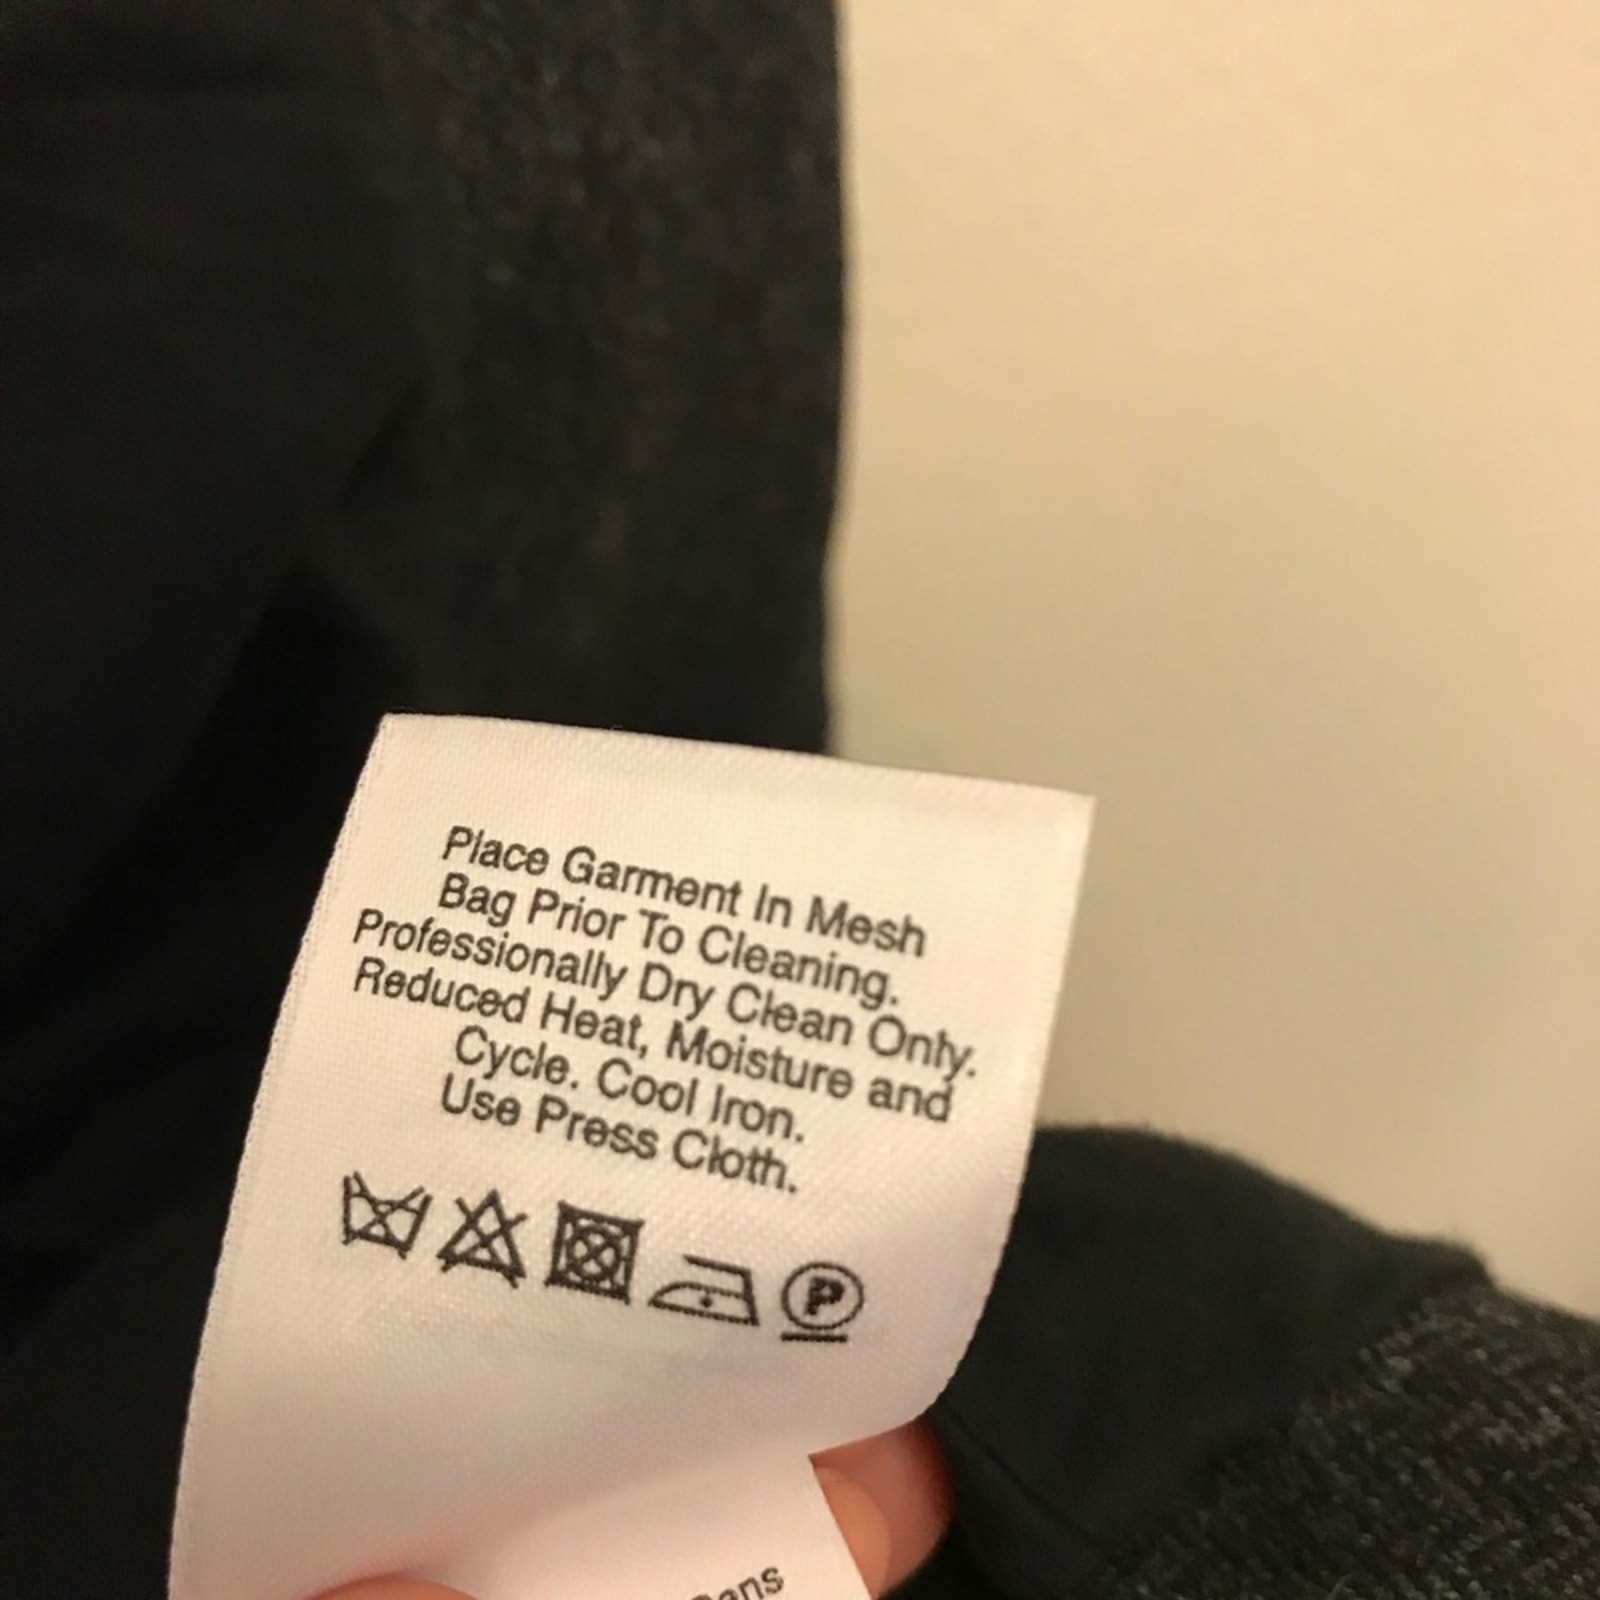 Place Garment In Mesh
Bag Prior To Cleaning.
Professionally Dry Clean Only.
Reduced Heat, Moisture and
Cycle. Cool Iron.
Use Press Cloth.
P
Dans